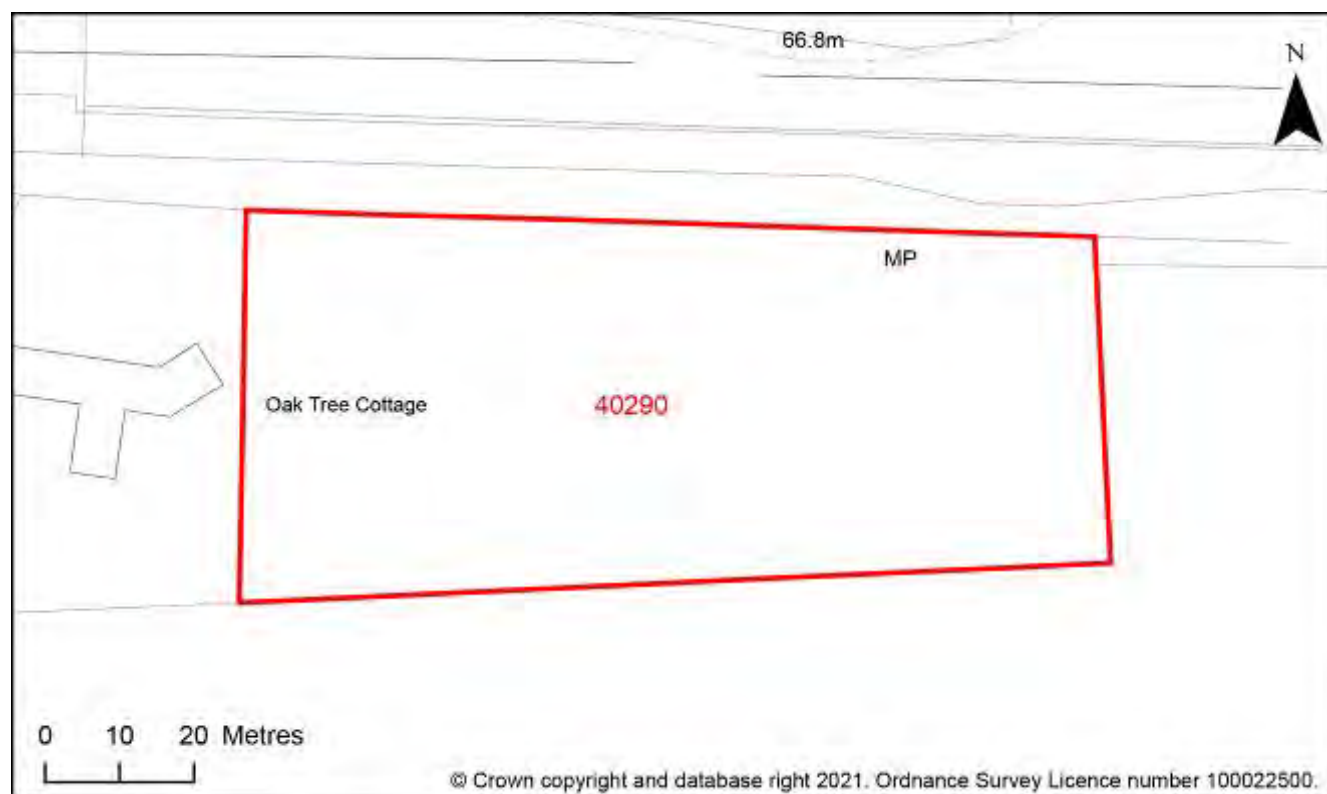 66.8m
N
MP
Oak Tree Cottage
40290
0 10 20 Metres
© Crown copyright and database right 2021. Ordnance Survey Licence number 100022500.